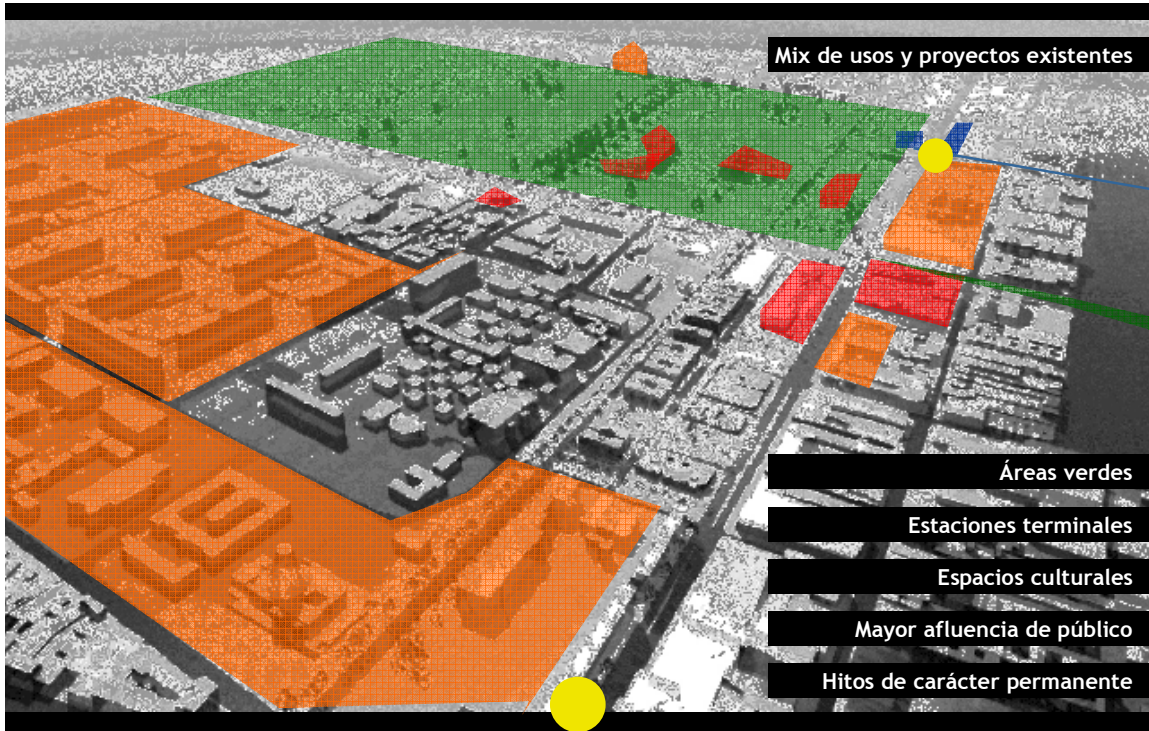 Mix de usos y proyectos existentes
Áreas verdes
Estaciones terminales
Espacios culturales
Mayor afluencia de público
Hitos de carácter permanente